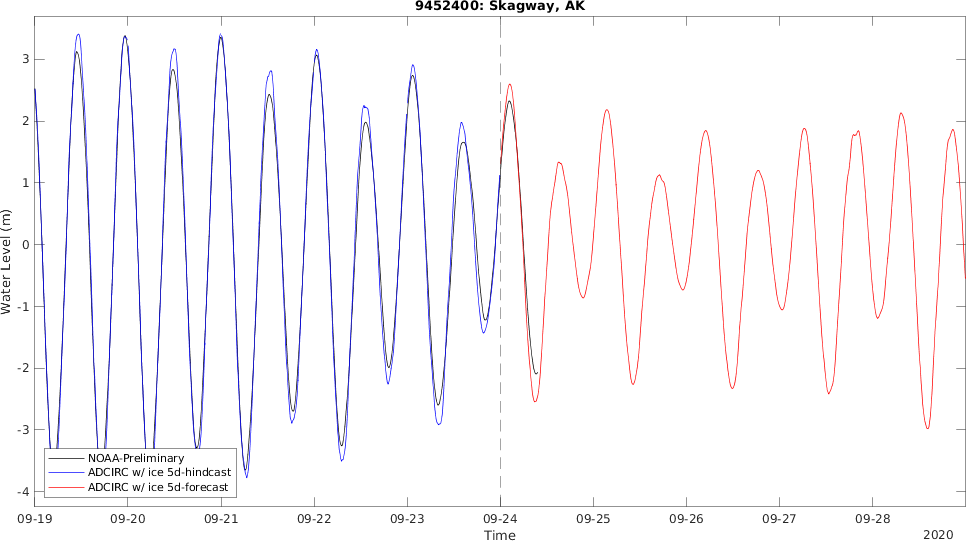 9452400: Skagway, AK
Water Level (m)
3
2
1
0
-1
-2
-3
-4
NOAA-Preliminary
ADCIRC w/ ice 5d-hindcast
ADCIRC w/ ice 5d-forecast
09-19 09-20 09-21 09-22 09-23 09-24 09-25 09-26 09-27 09-28
Time
2020